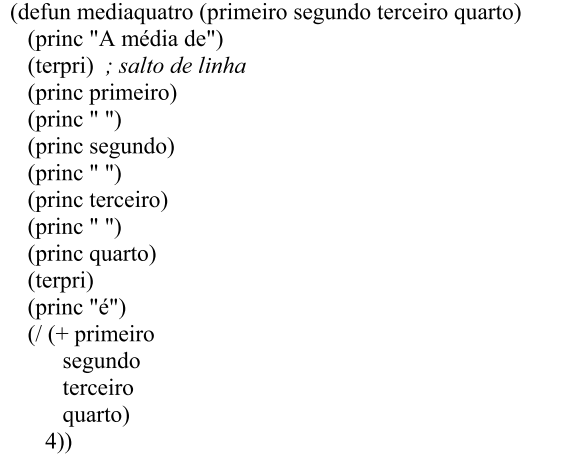 (defun mediaquatro (primeiro segundo terceiro quarto)
(princ "A média de")
(terpri) ; salto de linha
(princ primeiro)
(princ " ")
(princ segundo)
(princ " ")
(princ terceiro)
(princ " ")
(princ quarto)
(terpri)
(princ "é")
(/ (+ primeiro
segundo
terceiro
quarto)
4))